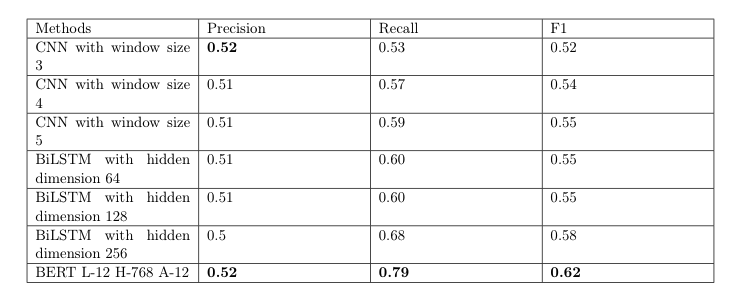 Methods Precision Recall F1
CNN with window size 0.52 0.53 0.52
3
CNN with window size 0.51 0.57 0.54
4
CNN with window size 0.51 0.59 0.55
5
BiLSTM with hidden 0.51 0.60 0.55
dimension 64
BiLSTM with hidden 0.51 0.60 0.55
dimension 128
BiLSTM with hidden 0.5 0.68 0.58
dimension 256
BERT L-12 H-768 A-12 0.52 0.79 0.62